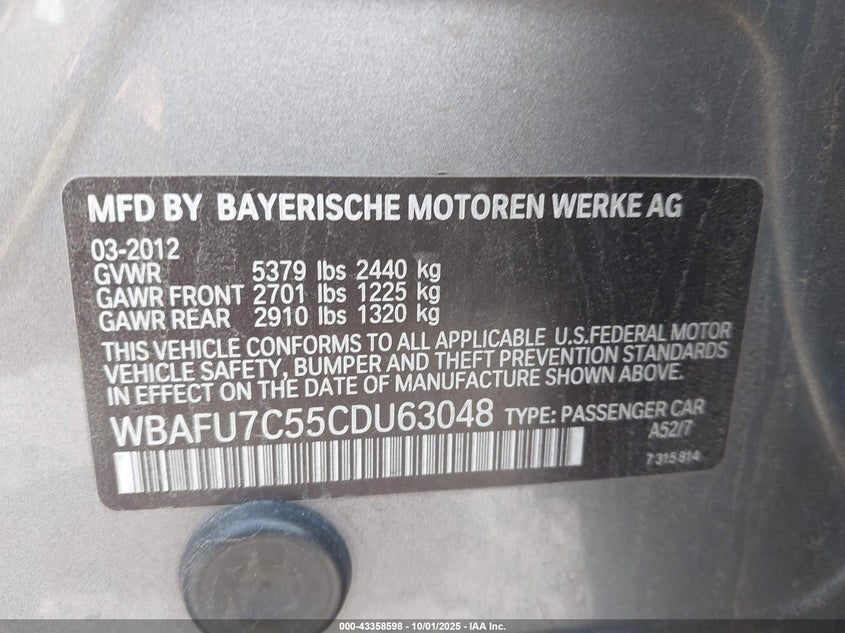 MFD BY BAYERISCHE MOTOREN WERKE AG
03-2012
GVWR 5379 lbs 2440 kg
GAWR FRONT 2701 lbs 1225 kg
GAWR REAR 2910 lbs 1320 kg
THIS VEHICLE CONFORMS TO ALL APPLICABLE U.S.FEDERAL MOTOR
VEHICLE SAFETY, BUMPER AND THEFT PREVENTION STANDARDS
IN EFFECT ON THE DATE OF MANUFACTURE SHOWN ABOVE.
WBAFU7C55CDU63048 TYPE: PASSENGER CAR
A52/7
7 315 814
000-43358598 - 10/01/2025 - IAA Inc.